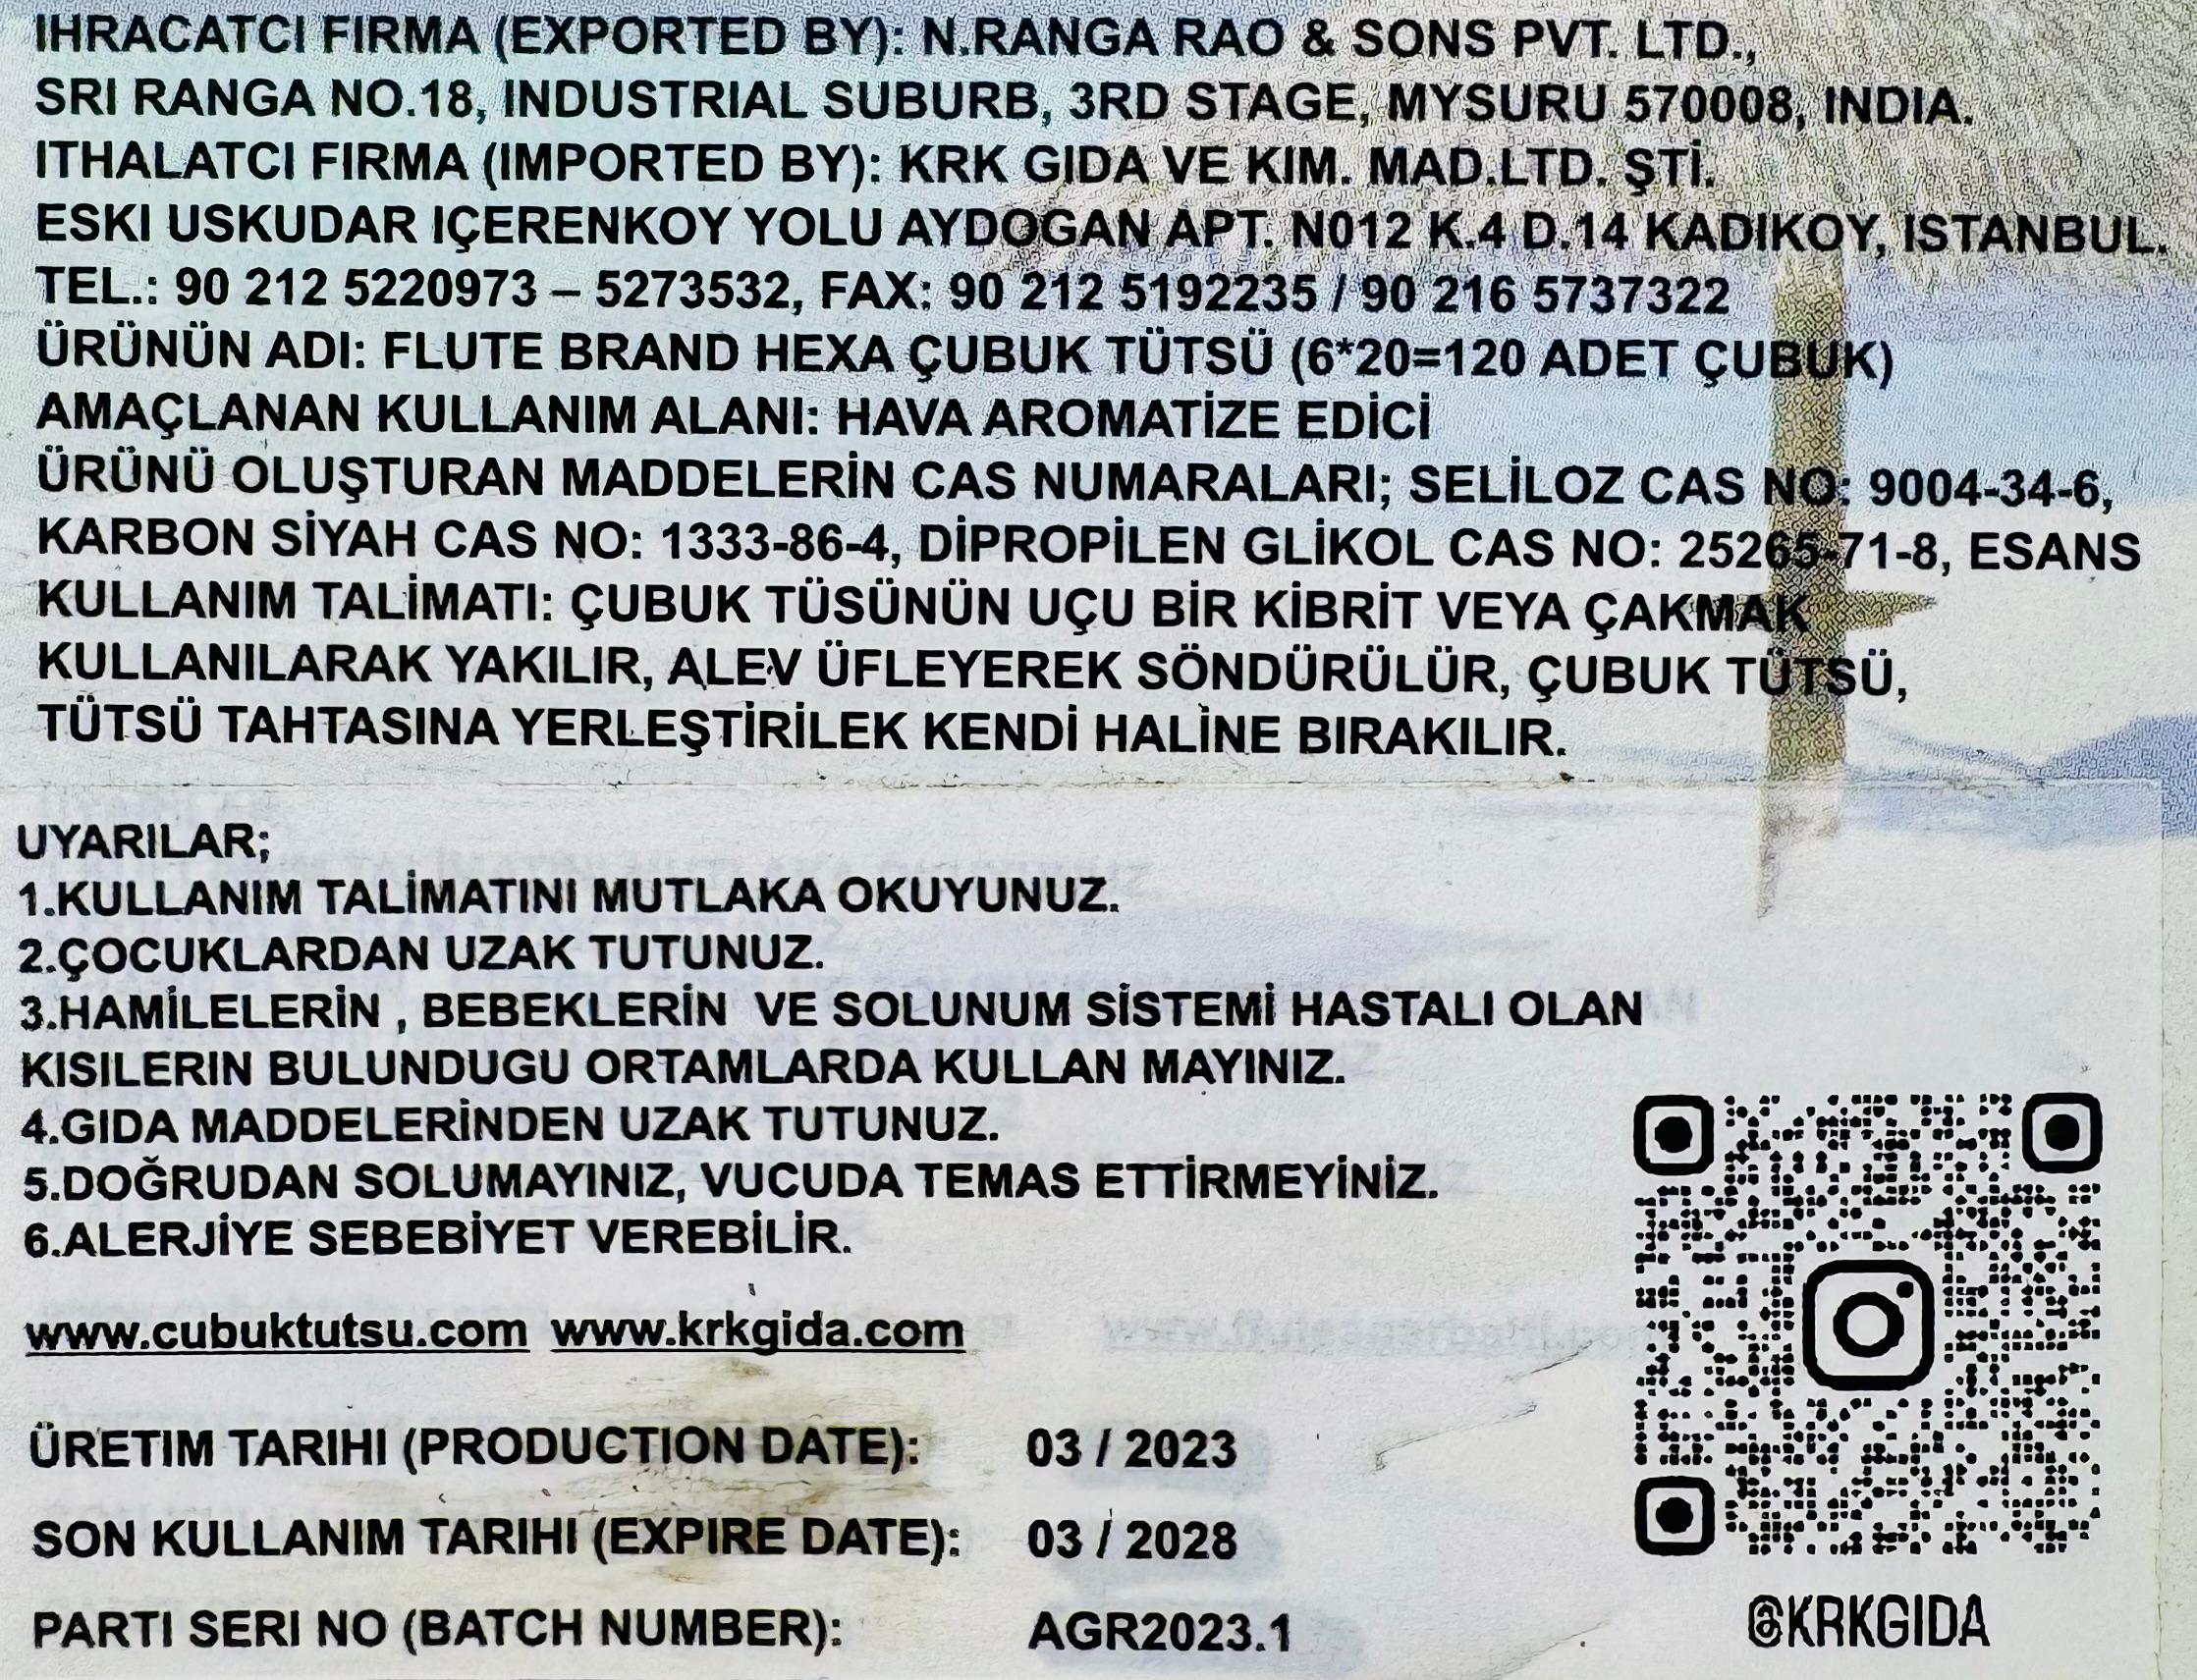 IHRACATCI FIRMA (EXPORTED BY): N.RANGA RAO & SONS PVT. LTD.,
SRI RANGA NO.18, INDUSTRIAL SUBURB, 3RD STAGE, MYSURU 570008, INDIA.
ITHALATCI FIRMA (IMPORTED BY): KRK GIDA VE KIM. MAD.LTD. ŞTİ.
ESKI USKUDAR IÇERENKOY YOLU AYDOGAN APT. N012 K.4 D.14 KADIKOY, ISTANBUL.
TEL.: 90 212 5220973 – 5273532, FAX: 90 212 5192235 / 90 216 5737322
ÜRÜNÜN ADI: FLUTE BRAND HEXA ÇUBUK TÜTSÜ (6*20=120 ADET ÇUBUK)
AMAÇLANAN KULLANIM ALANI: HAVA AROMATİZE EDİCİ
ÜRÜNÜ OLUŞTURAN MADDELERİN CAS NUMARALARI; SELİLOZ CAS NO: 9004-34-6,
KARBON SİYAH CAS NO: 1333-86-4, DİPROPİLEN GLİKOL CAS NO: 25265-71-8, ESANS
KULLANIM TALİMATI: ÇUBUK TÜSÜNÜN UÇU BİR KİBRİT VEYA ÇAKMAK
KULLANILARAK YAKILIR, ALEV ÜFLEYEREK SÖNDÜRÜLÜR, ÇUBUK TÜTSÜ,
TÜTSÜ TAHTASINA YERLEŞTİRİLEK KENDİ HALİNE BIRAKILIR.
UYARILAR;
1.KULLANIM TALİMATINI MUTLAKA OKUYUNUZ.
2.ÇOCUKLARDAN UZAK TUTUNUZ.
3.HAMİLELERİN , BEBEKLERİN VE SOLUNUM SİSTEMİ HASTALI OLAN
KISILERIN BULUNDUGU ORTAMLARDA KULLAN MAYINIZ.
4.GIDA MADDELERİNDEN UZAK TUTUNUZ.
5.DOĞRUDAN SOLUMAYINIZ, VUCUDA TEMAS ETTİRMEYİNİZ.
6.ALERJİYE SEBEBİYET VEREBİLİR.
www.cubuktutsu.com www.krkgida.com
ÜRETIM TARIHI (PRODUCTION DATE): 03 / 2023
SON KULLANIM TARIHI (EXPIRE DATE): 03 / 2028
PARTI SERI NO (BATCH NUMBER): AGR2023.1
@KRKGIDA